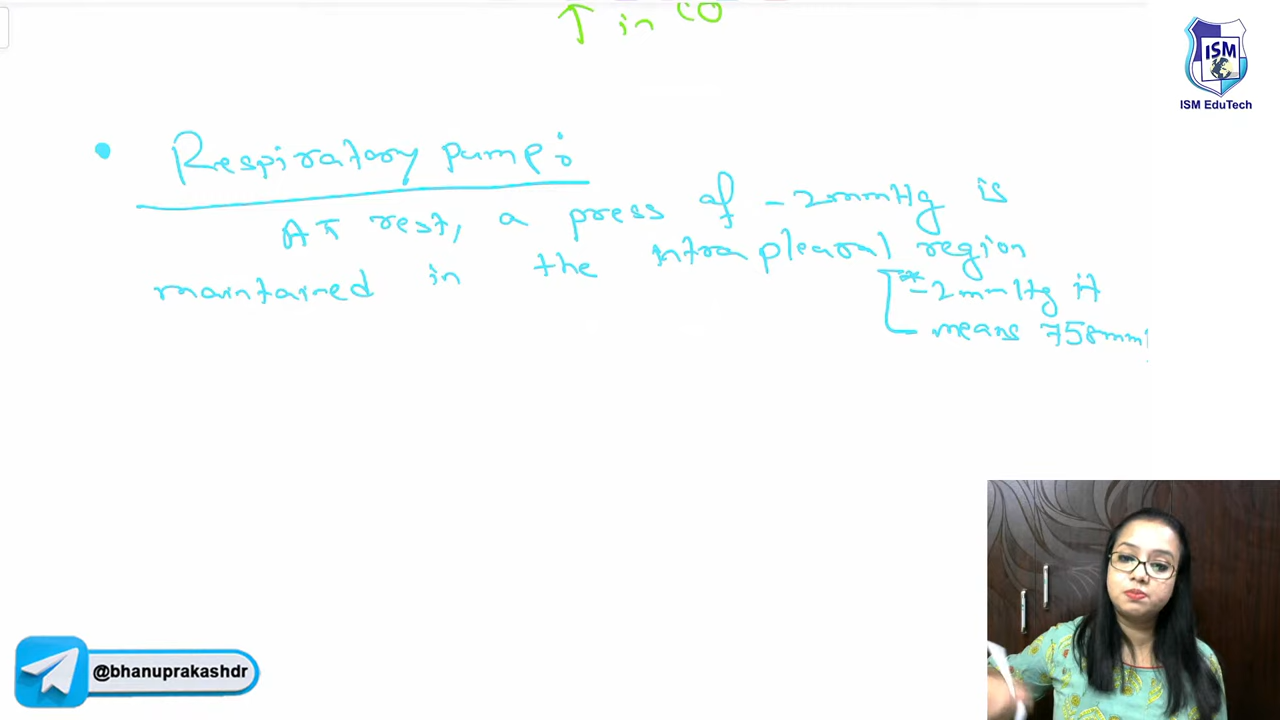 ↑ in CO
ISM
ISM EduTech
• Respiratory pump:
At rest, a press of -2mmHg is
maintained in the intrapleural region
* -2mmHg it
means 758mm
@bhanuprakashdr